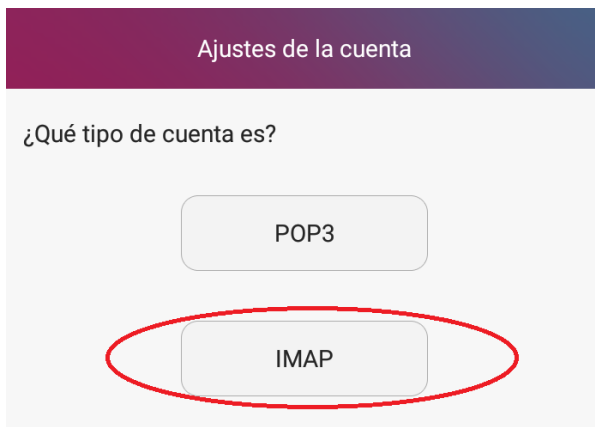 Ajustes de la cuenta
¿Qué tipo de cuenta es?
POP3
IMAP